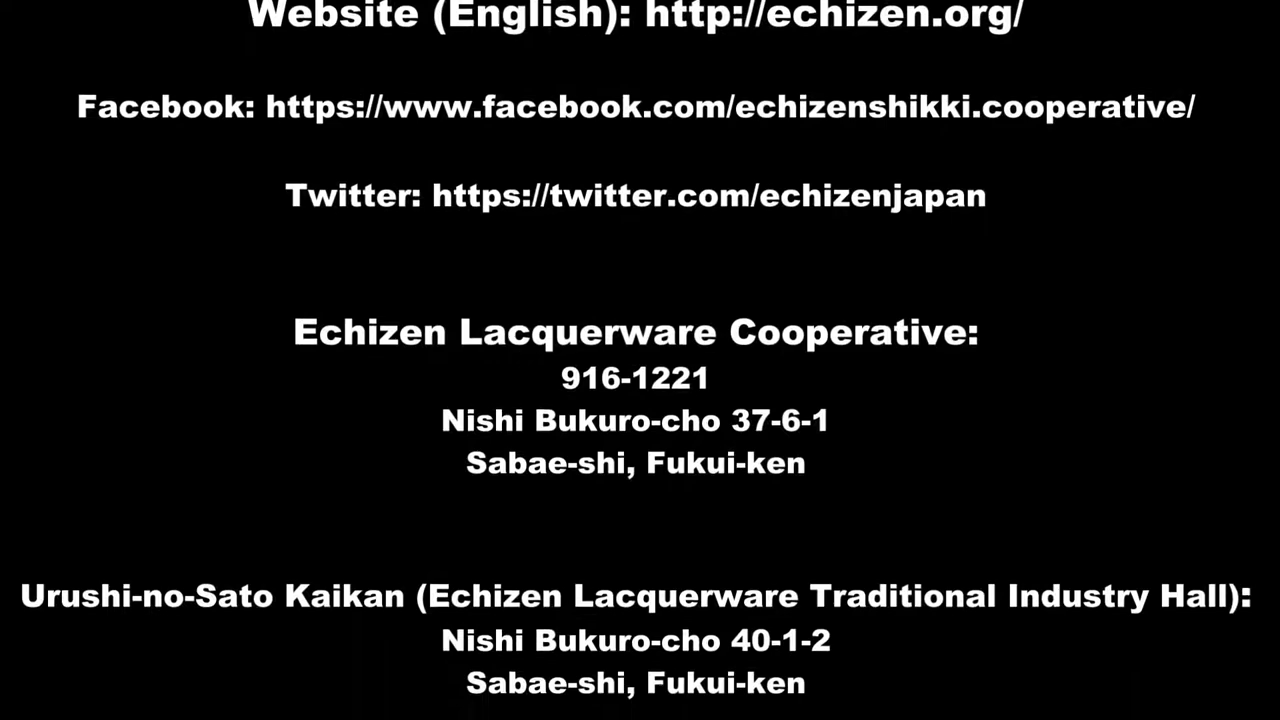 Website (English): http://echizen.org/
Facebook: https://www.facebook.com/echizenshikki.cooperative/
Twitter: https://twitter.com/echizenjapan
Echizen Lacquerware Cooperative:
916-1221
Nishi Bukuro-cho 37-6-1
Sabae-shi, Fukui-ken
Urushi-no-Sato Kaikan (Echizen Lacquerware Traditional Industry Hall):
Nishi Bukuro-cho 40-1-2
Sabae-shi, Fukui-ken